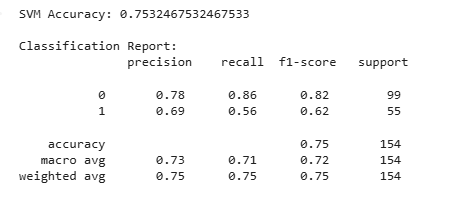 SVM Accuracy: 0.7532467532467533
Classification Report:
precision recall f1-score support
0 0.78 0.86 0.82 99
1 0.69 0.56 0.62 55
accuracy 0.75 154
macro avg 0.73 0.71 0.72 154
weighted avg 0.75 0.75 0.75 154